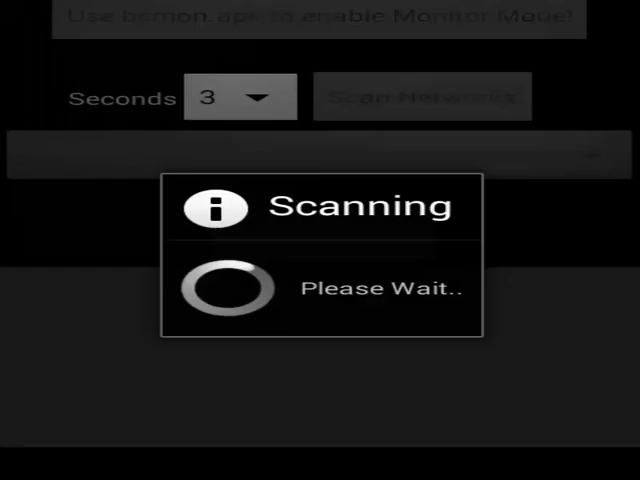 Use bcmon.apk to enable Monitor Mode!
Seconds 3 Scan Networks
Scanning
Please Wait..